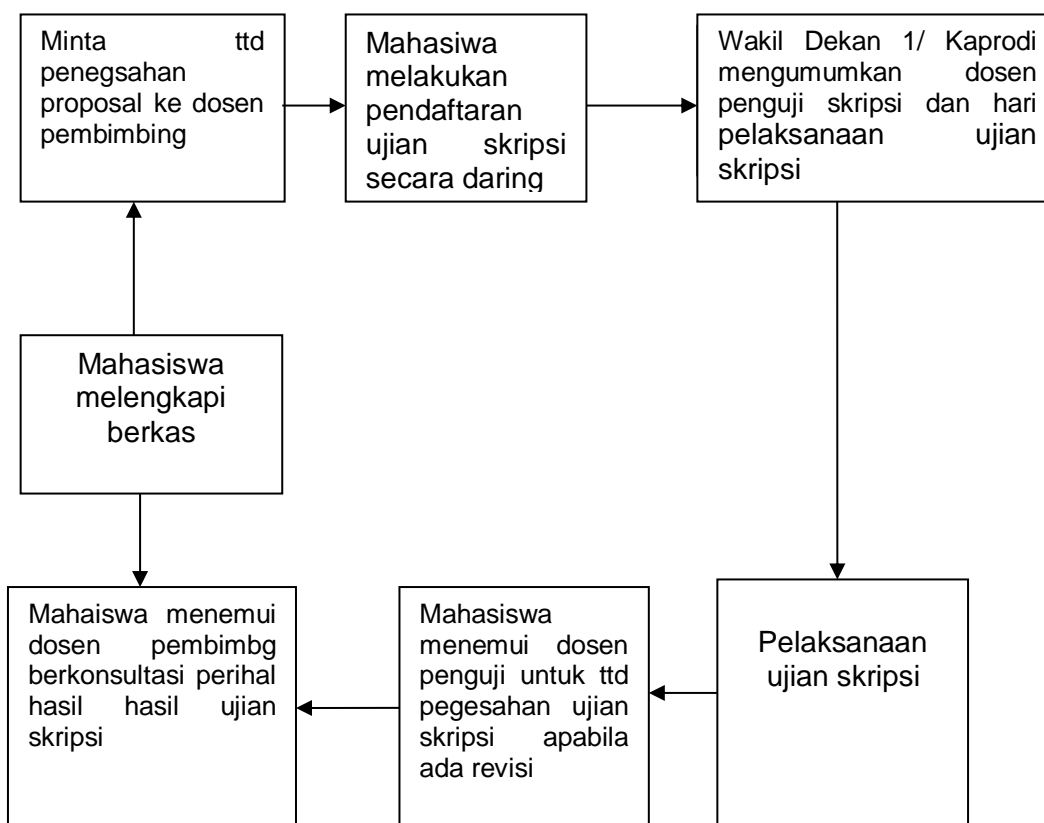 Minta ttd
penegsahan
proposal ke dosen
pembimbing
Mahasiwa
melakukan
pendaftaran
ujian skripsi
secara daring
Wakil Dekan 1/ Kaprodi
mengumumkan dosen
penguji skripsi dan hari
pelaksanaan ujian
skripsi
Mahasiswa
melengkapi
berkas
Mahaiswa menemui
dosen pembimbg
berkonsultasi perihal
hasil hasil ujian
skripsi
Mahasiswa
menemui dosen
penguji untuk ttd
pegesahan ujian
skripsi apabila
ada revisi
Pelaksanaan
ujian skripsi